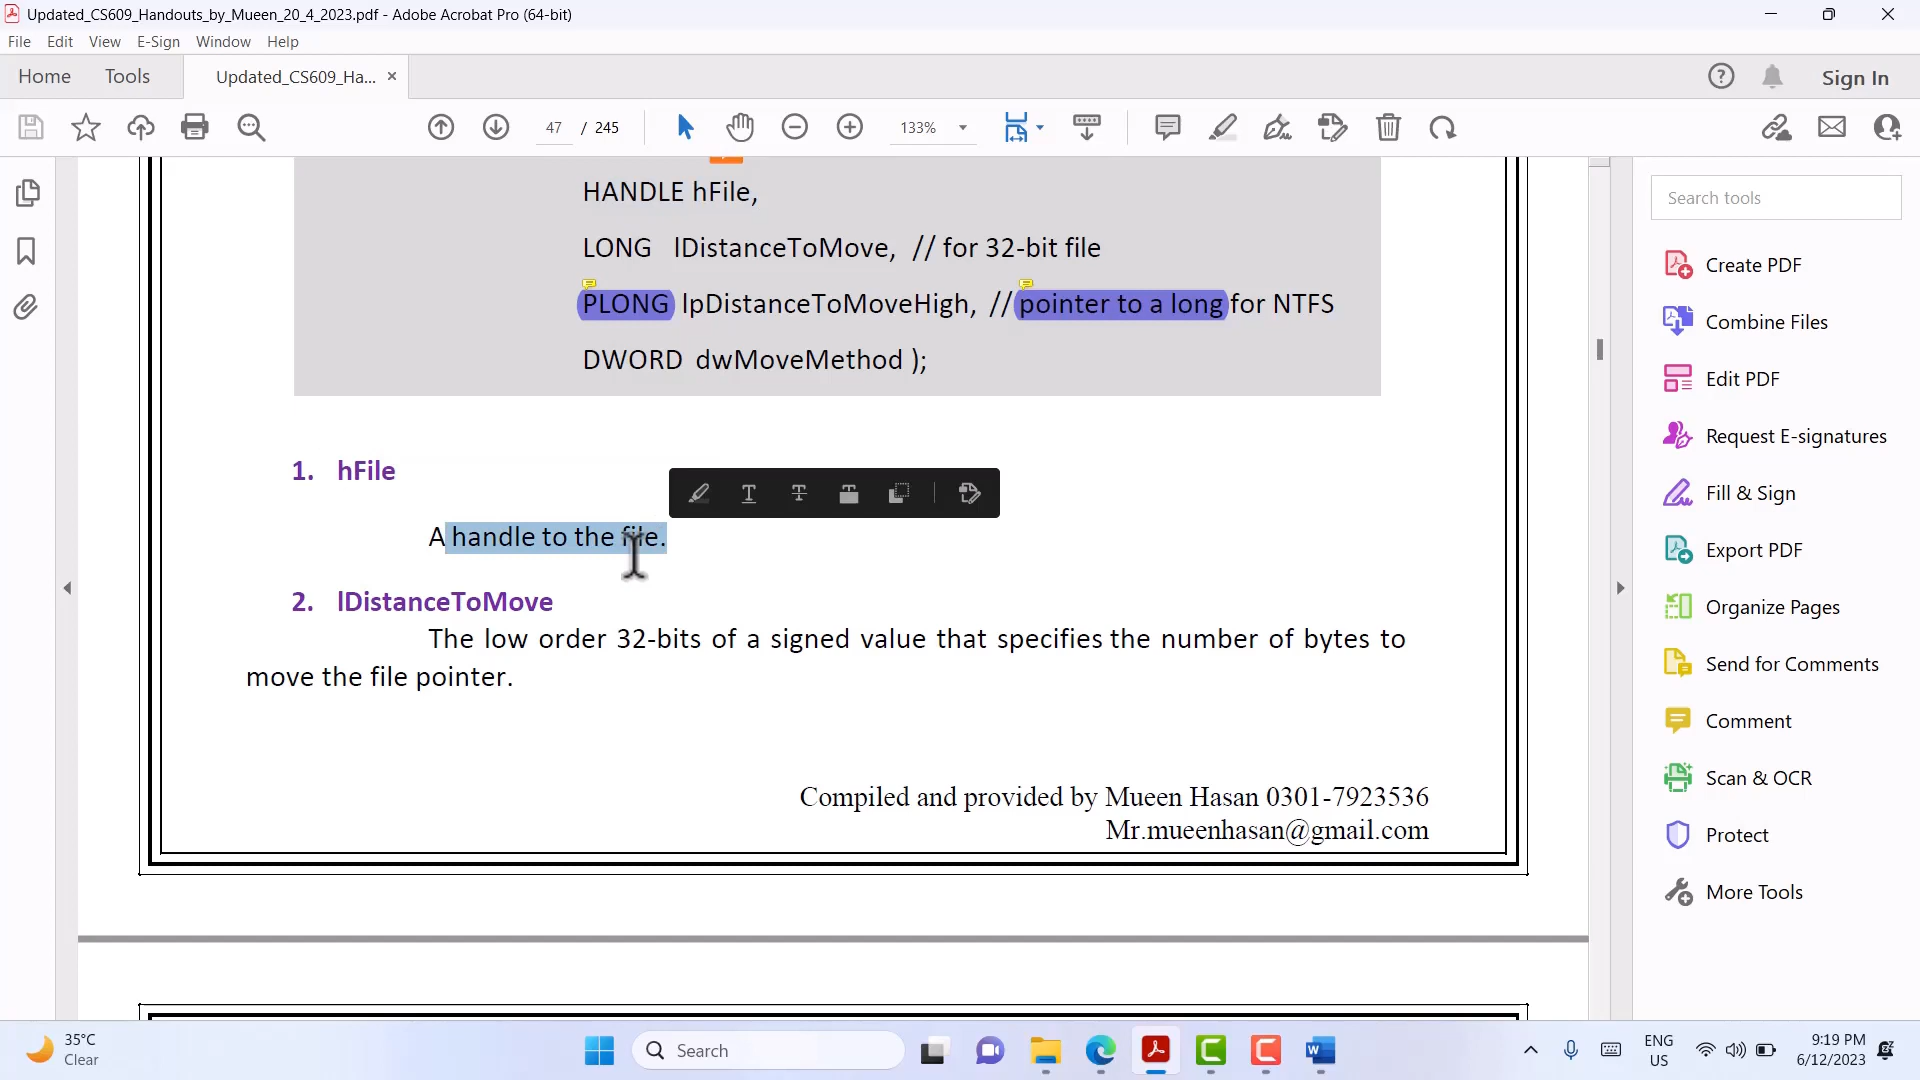 Updated_CS609_Handouts_by_Mueen_20_4_2023.pdf - Adobe Acrobat Pro (64-bit)
File Edit View E-Sign Window Help
Home Tools Updated_CS609_Ha... × Sign In
47 / 245 133%
HANDLE hFile,
LONG lDistanceToMove, // for 32-bit file
PLONG lpDistanceToMoveHigh, // pointer to a long for NTFS
DWORD dwMoveMethod );
1. hFile
A handle to the file.
2. lDistanceToMove
The low order 32-bits of a signed value that specifies the number of bytes to
move the file pointer.
Compiled and provided by Mueen Hasan 0301-7923536
Mr.mueenhasan@gmail.com
Search tools
Create PDF
Combine Files
Edit PDF
Request E-signatures
Fill & Sign
Export PDF
Organize Pages
Send for Comments
Comment
Scan & OCR
Protect
More Tools
35°C
Clear
Search
ENG
US
9:19 PM
6/12/2023